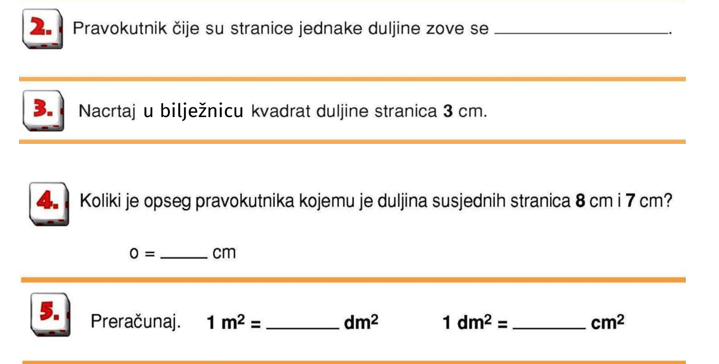 2. Pravokutnik čije su stranice jednake duljine zove se ____________________.
3. Nacrtaj u bilježnicu kvadrat duljine stranica 3 cm.
4. Koliki je opseg pravokutnika kojemu je duljina susjednih stranica 8 cm i 7 cm?
o = ______ cm
5. Preračunaj. 1 m² = ________ dm² 1 dm² = ________ cm²